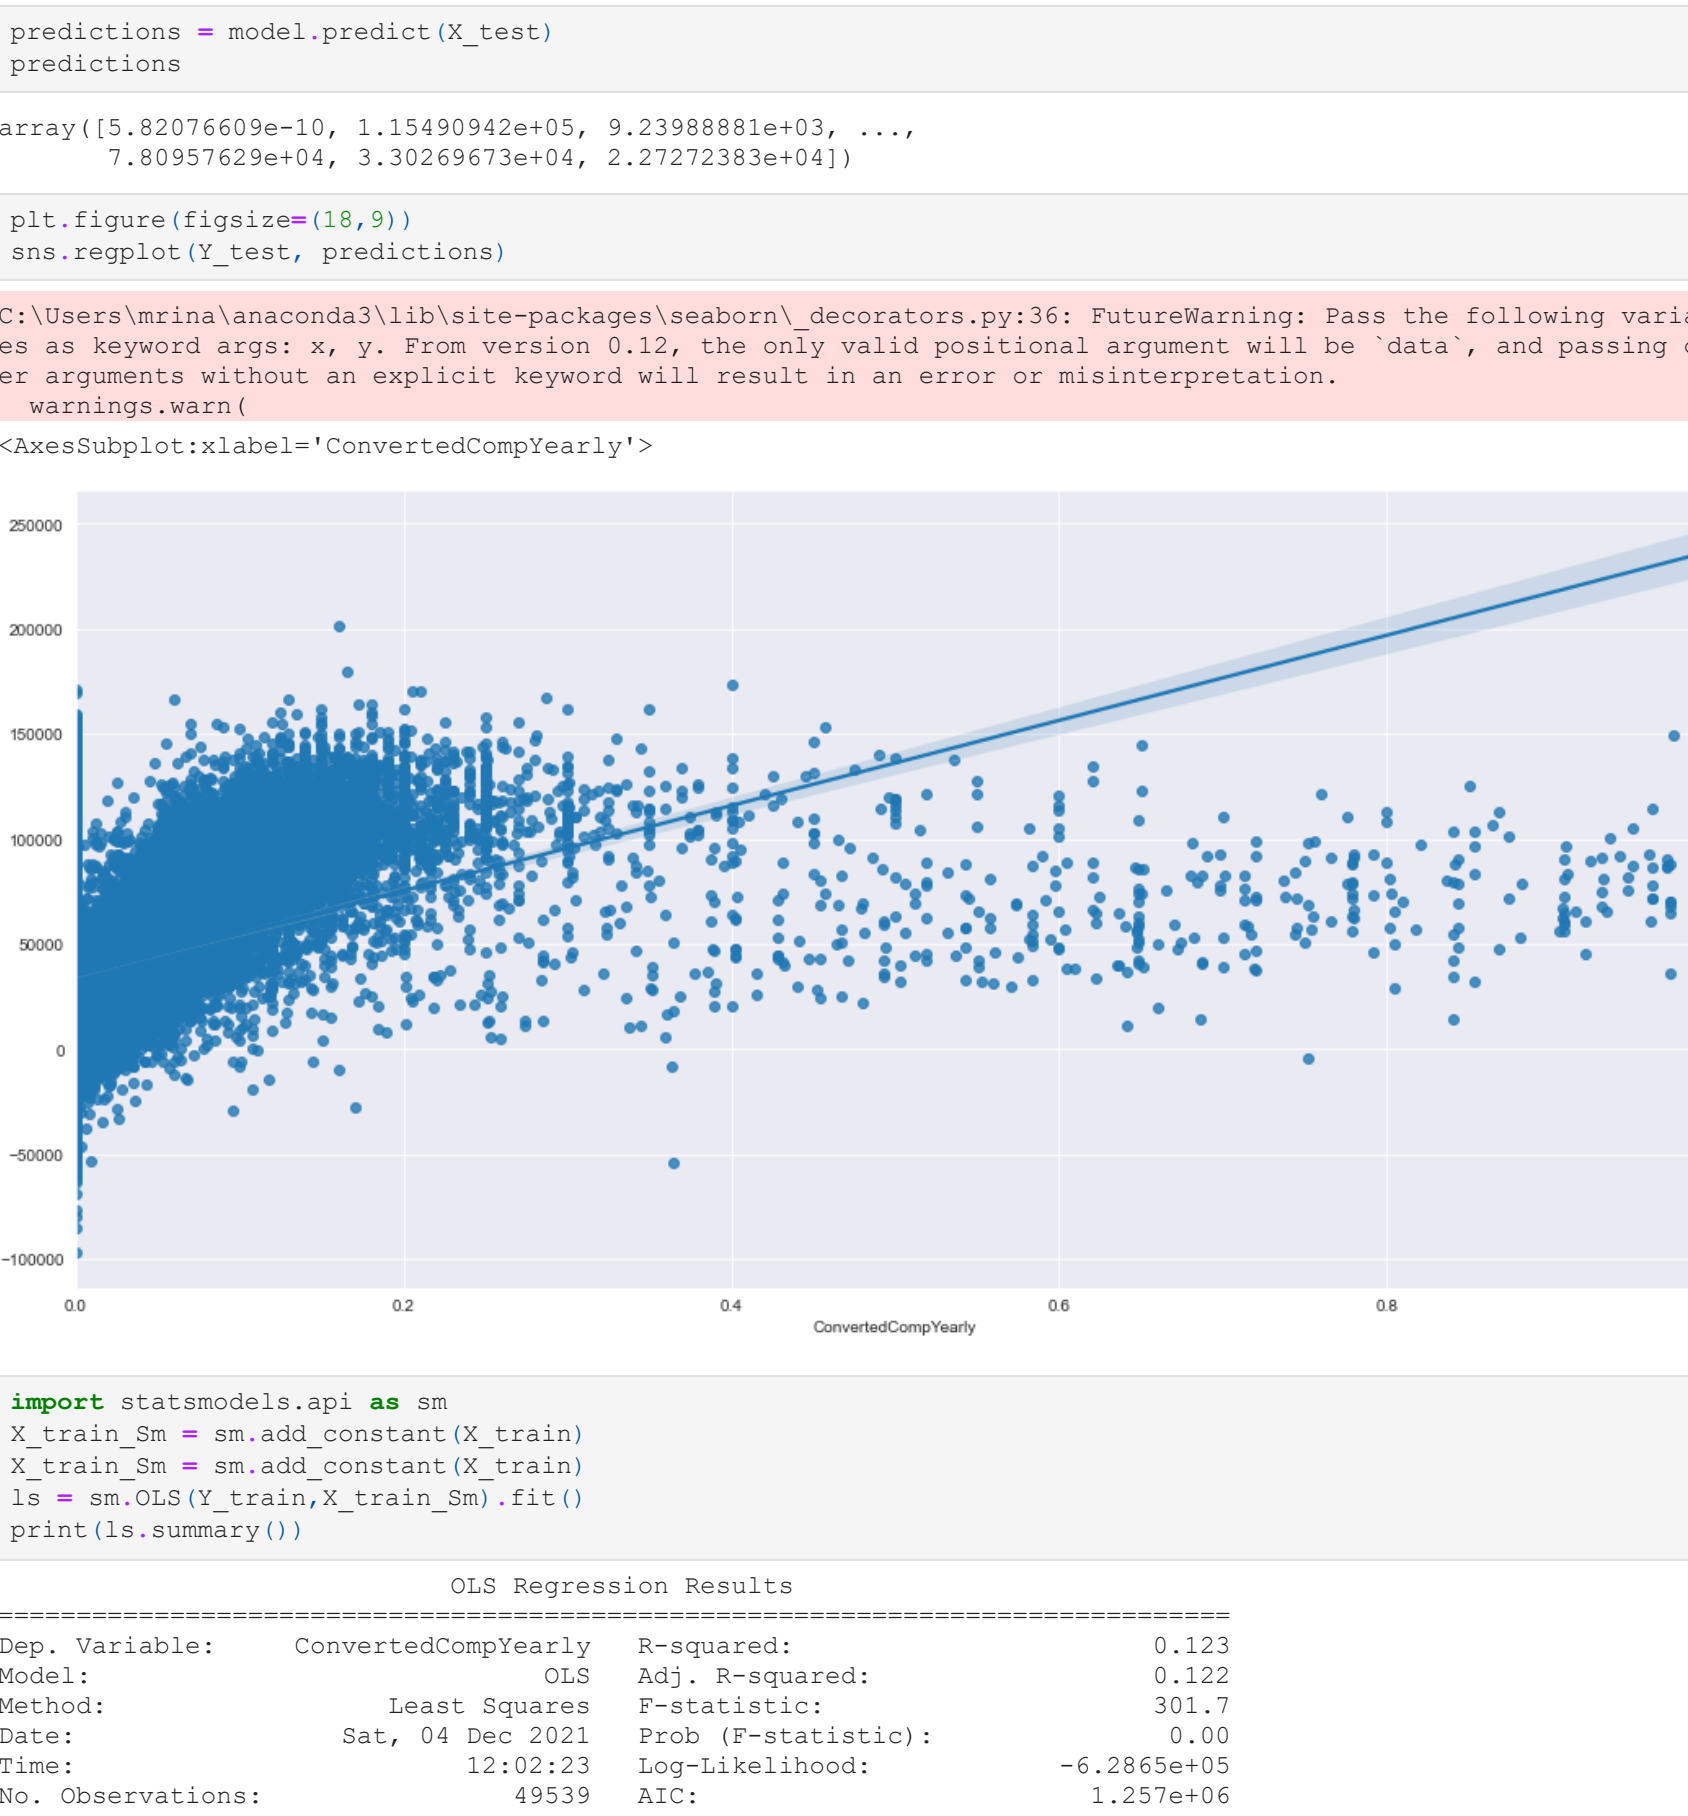 predictions = model.predict(X_test)
predictions
array([5.82076609e-10, 1.15490942e+05, 9.23988881e+03, ...,
7.80957629e+04, 3.30269673e+04, 2.27272383e+04])
plt.figure(figsize=(18,9))
sns.regplot(Y_test, predictions)
C:\Users\mrina\anaconda3\lib\site-packages\seaborn\_decorators.py:36: FutureWarning: Pass the following varia
es as keyword args: x, y. From version 0.12, the only valid positional argument will be `data`, and passing
er arguments without an explicit keyword will result in an error or misinterpretation.
warnings.warn(
<AxesSubplot:xlabel='ConvertedCompYearly'>
250000
200000
150000
100000
50000
0
−50000
−100000
0.0 0.2 0.4 0.6 0.8
ConvertedCompYearly
import statsmodels.api as sm
X_train_Sm = sm.add_constant(X_train)
X_train_Sm = sm.add_constant(X_train)
ls = sm.OLS(Y_train,X_train_Sm).fit()
print(ls.summary())
OLS Regression Results
==============================================================================
Dep. Variable: ConvertedCompYearly R-squared: 0.123
Model: OLS Adj. R-squared: 0.122
Method: Least Squares F-statistic: 301.7
Date: Sat, 04 Dec 2021 Prob (F-statistic): 0.00
Time: 12:02:23 Log-Likelihood: -6.2865e+05
No. Observations: 49539 AIC: 1.257e+06